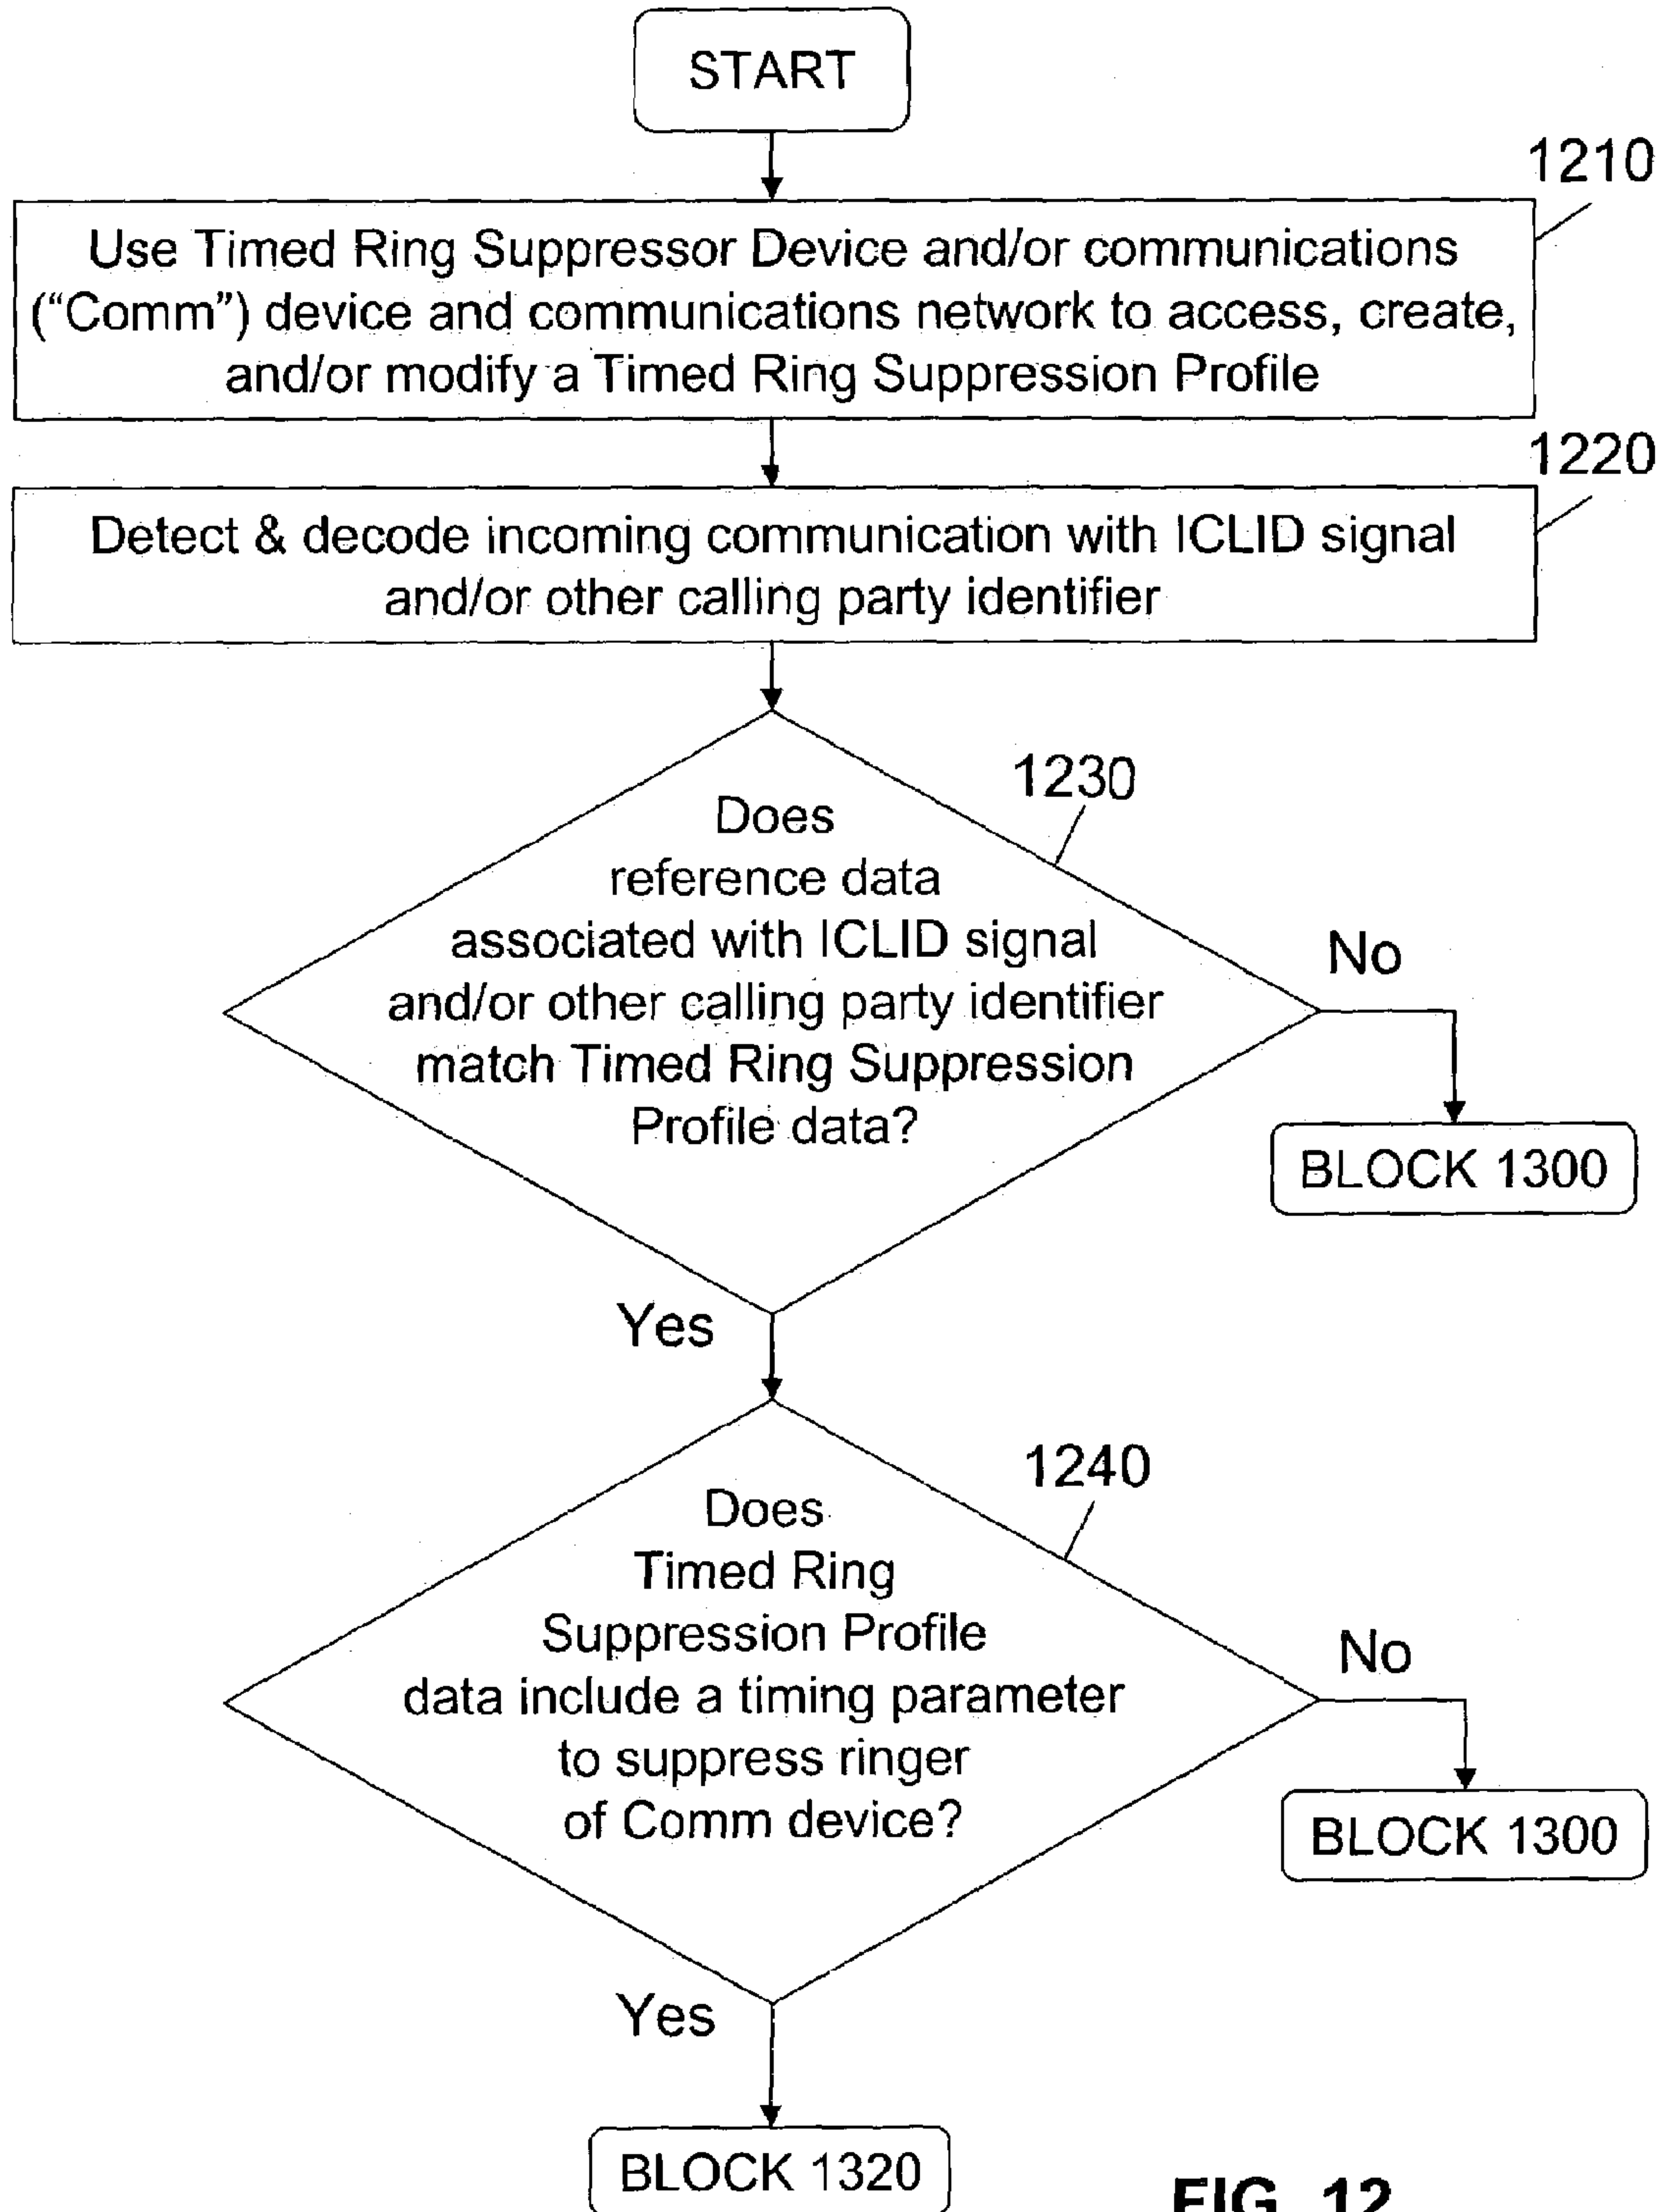 START
1210
Use Timed Ring Suppressor Device and/or communications
(“Comm”) device and communications network to access, create,
and/or modify a Timed Ring Suppression Profile
1220
Detect & decode incoming communication with ICLID signal
and/or other calling party identifier
1230
Does
reference data
associated with ICLID signal
and/or other calling party identifier
match Timed Ring Suppression
Profile data?
No
BLOCK 1300
Yes
1240
Does
Timed Ring
Suppression Profile
data include a timing parameter
to suppress ringer
of Comm device?
No
BLOCK 1300
Yes
BLOCK 1320
FIG. 12